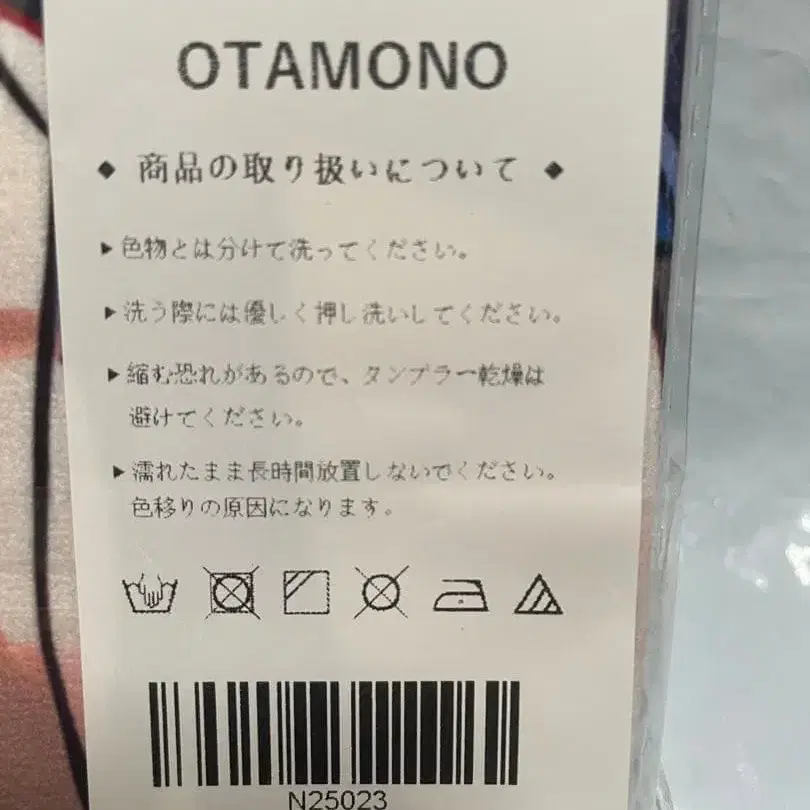 OTAMONO
◆ 商品の取り扱いについて ◆
▶色物とは分けて洗ってください。
▶洗う際には優しく押し洗いしてください。
▶縮む恐れがあるので、タンプラー乾燥は
避けてください。
▶濡れたまま長時間放置しないでください。
色移りの原因になります。
N25023